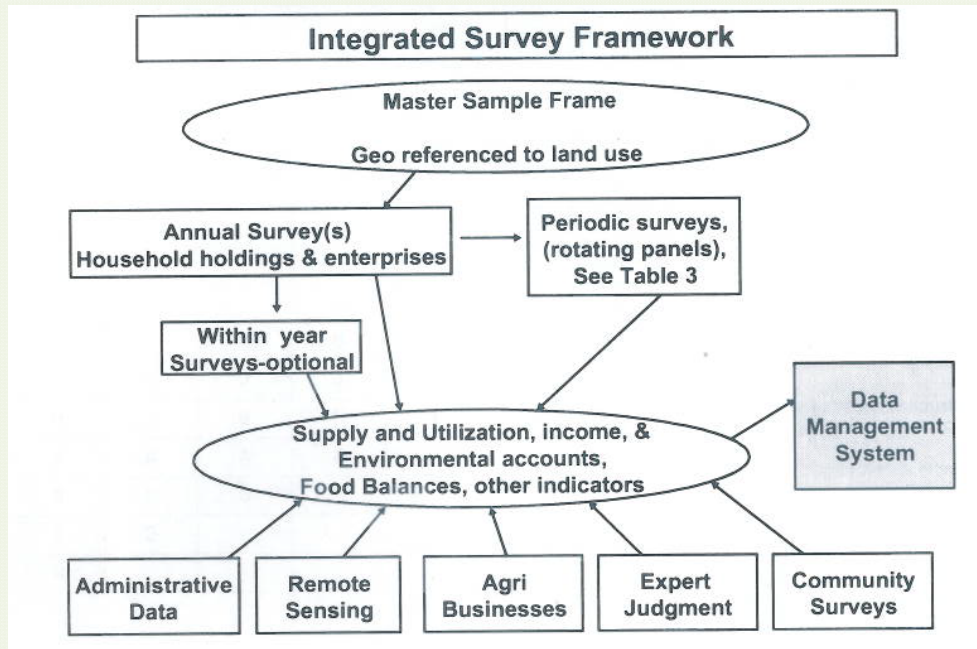 Integrated Survey Framework
Master Sample Frame
Geo referenced to land use
Annual Survey(s)
Household holdings & enterprises
Periodic surveys,
(rotating panels),
See Table 3
Within year
Surveys-optional
Supply and Utilization, income, &
Environmental accounts,
Food Balances, other indicators
Data
Management
System
Administrative
Data
Remote
Sensing
Agri
Businesses
Expert
Judgment
Community
Surveys